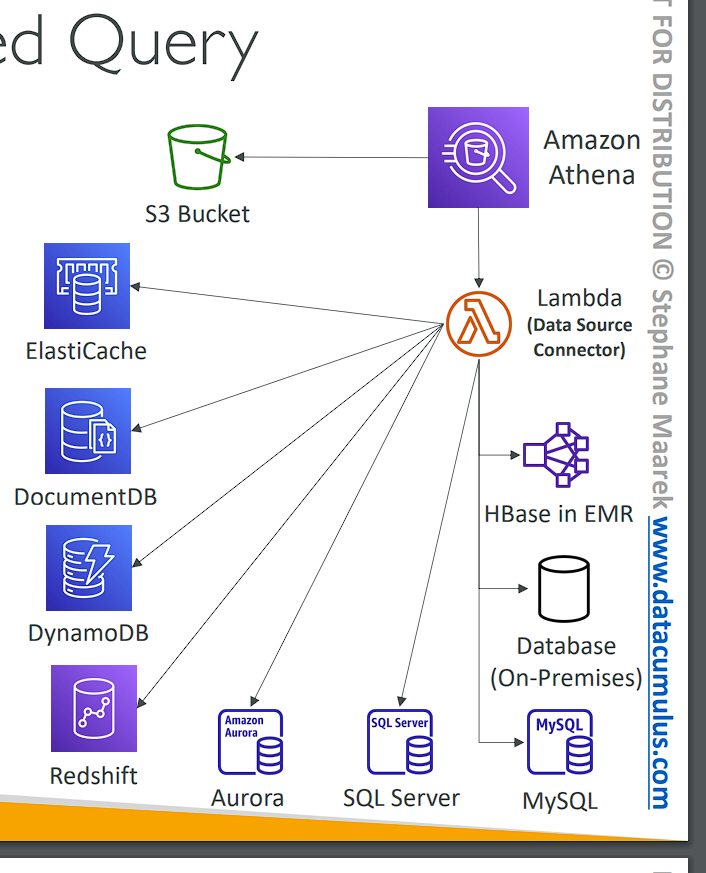 ed Query
Amazon
Athena
S3 Bucket
Lambda
(Data Source
Connector)
ElastiCache
DocumentDB
HBase in EMR
DynamoDB
Database
(On-Premises)
Redshift
Amazon
Aurora
Aurora
SQL Server
SQL Server
MySQL
MySQL
FOR DISTRIBUTION © Stephane Maarek www.datacumulus.com